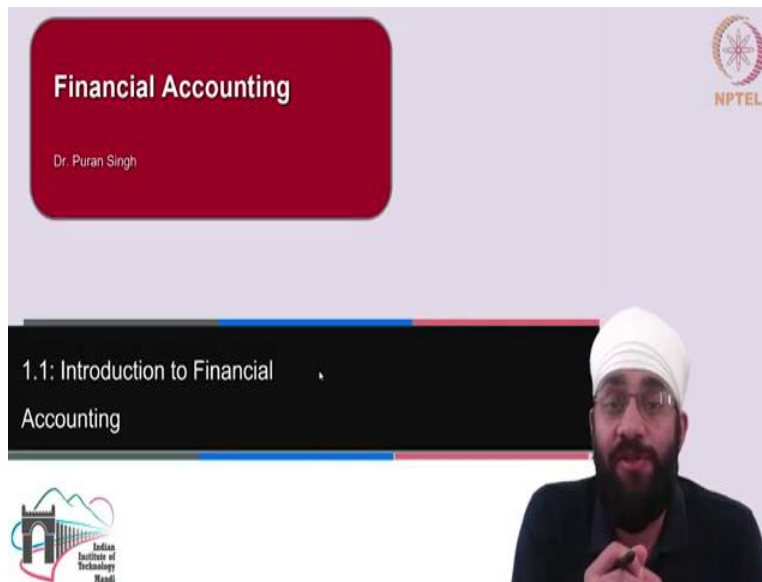 Financial Accounting
NPTEL
Dr. Puran Singh
1.1: Introduction to Financial
Accounting
Indian
Institute of
Technology
Mandi